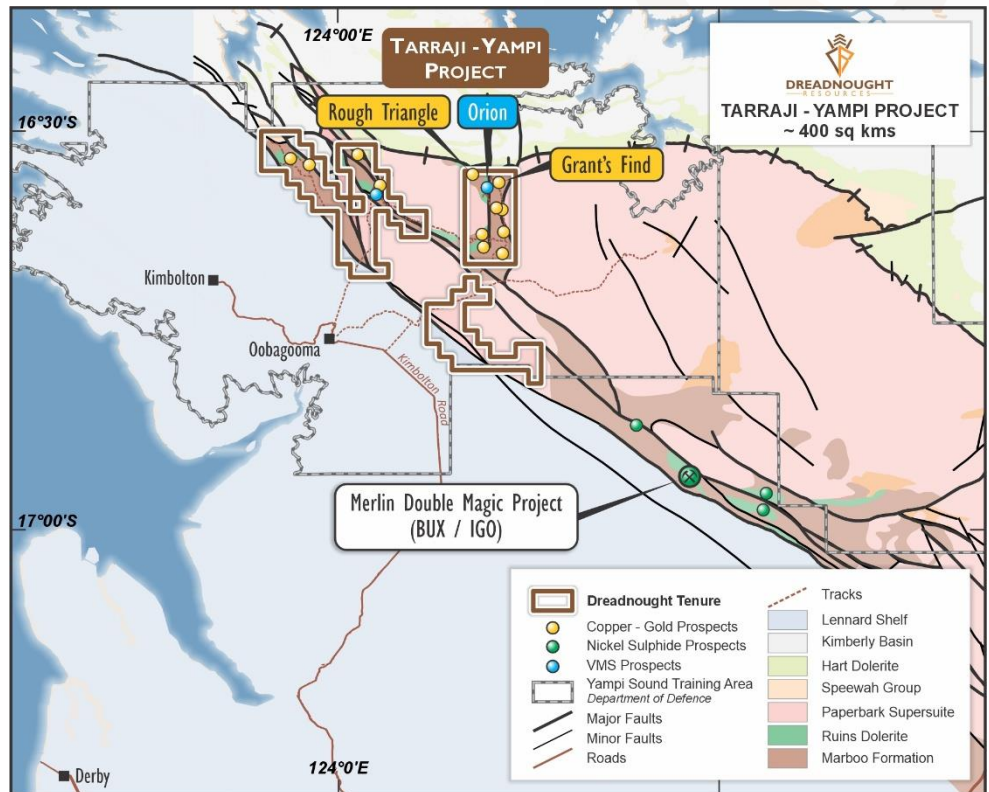 124°00'E
TARRAJI - YAMPI
PROJECT
DREADNOUGHT
RESOURCES
TARRAJI - YAMPI PROJECT
~ 400 sq kms
16°30'S
Rough Triangle
Orion
Grant's Find
Kimbolton
Oobagooma
Kimbolton
Road
Merlin Double Magic Project
(BUX / IGO)
17°00'S
Derby
124°0'E
Dreadnought Tenure
Copper - Gold Prospects
Nickel Sulphide Prospects
VMS Prospects
Yampi Sound Training Area
Department of Defence
Major Faults
Minor Faults
Roads
Tracks
Lennard Shelf
Kimberly Basin
Hart Dolerite
Speewah Group
Paperbark Supersuite
Ruins Dolerite
Marboo Formation